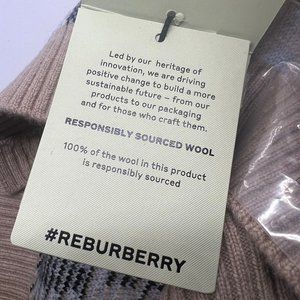 Led by our heritage of
innovation, we are driving
positive change to build a more
sustainable future – from our
products to our packaging
and for those who craft them.
RESPONSIBLY SOURCED WOOL
100% of the wool in this product
is responsibly sourced
#REBURBERRY